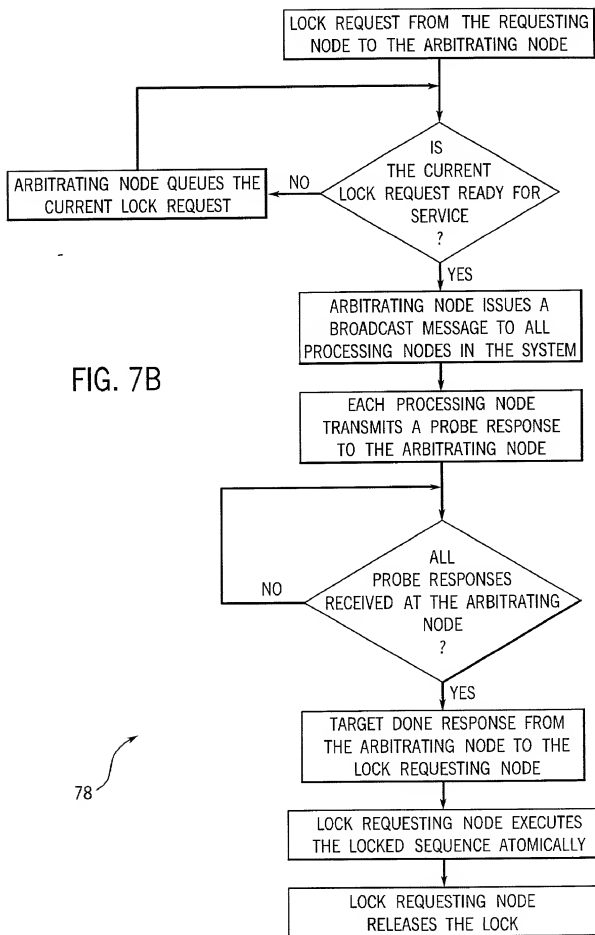 LOCK REQUEST FROM THE REQUESTING
NODE TO THE ARBITRATING NODE
IS
THE CURRENT
LOCK REQUEST READY FOR
SERVICE
?
NO
ARBITRATING NODE QUEUES THE
CURRENT LOCK REQUEST
YES
ARBITRATING NODE ISSUES A
BROADCAST MESSAGE TO ALL
PROCESSING NODES IN THE SYSTEM
FIG. 7B
EACH PROCESSING NODE
TRANSMITS A PROBE RESPONSE
TO THE ARBITRATING NODE
ALL
PROBE RESPONSES
RECEIVED AT THE ARBITRATING
NODE
?
NO
YES
TARGET DONE RESPONSE FROM
THE ARBITRATING NODE TO THE
LOCK REQUESTING NODE
78
LOCK REQUESTING NODE EXECUTES
THE LOCKED SEQUENCE ATOMICALLY
LOCK REQUESTING NODE
RELEASES THE LOCK